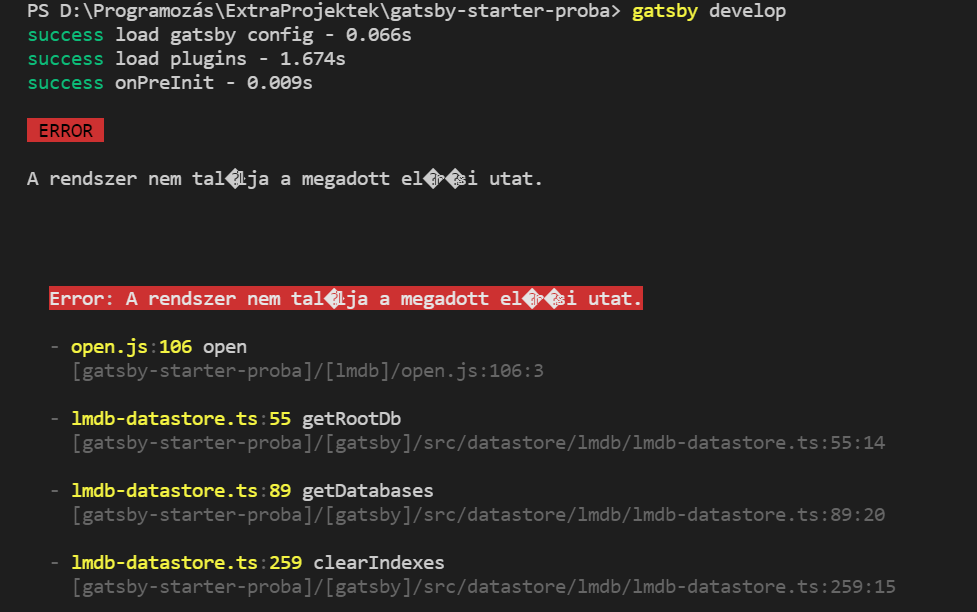 PS D:\Programozás\ExtraProjektek\gatsby-starter-proba> gatsby develop
success load gatsby config - 0.066s
success load plugins - 1.674s
success onPreInit - 0.009s
ERROR
A rendszer nem tal�lja a megadott el�r�si utat.
Error: A rendszer nem tal�lja a megadott el�r�si utat.
- open.js:106 open
[gatsby-starter-proba]/[lmdb]/open.js:106:3
- lmdb-datastore.ts:55 getRootDb
[gatsby-starter-proba]/[gatsby]/src/datastore/lmdb/lmdb-datastore.ts:55:14
- lmdb-datastore.ts:89 getDatabases
[gatsby-starter-proba]/[gatsby]/src/datastore/lmdb/lmdb-datastore.ts:89:20
- lmdb-datastore.ts:259 clearIndexes
[gatsby-starter-proba]/[gatsby]/src/datastore/lmdb/lmdb-datastore.ts:259:15